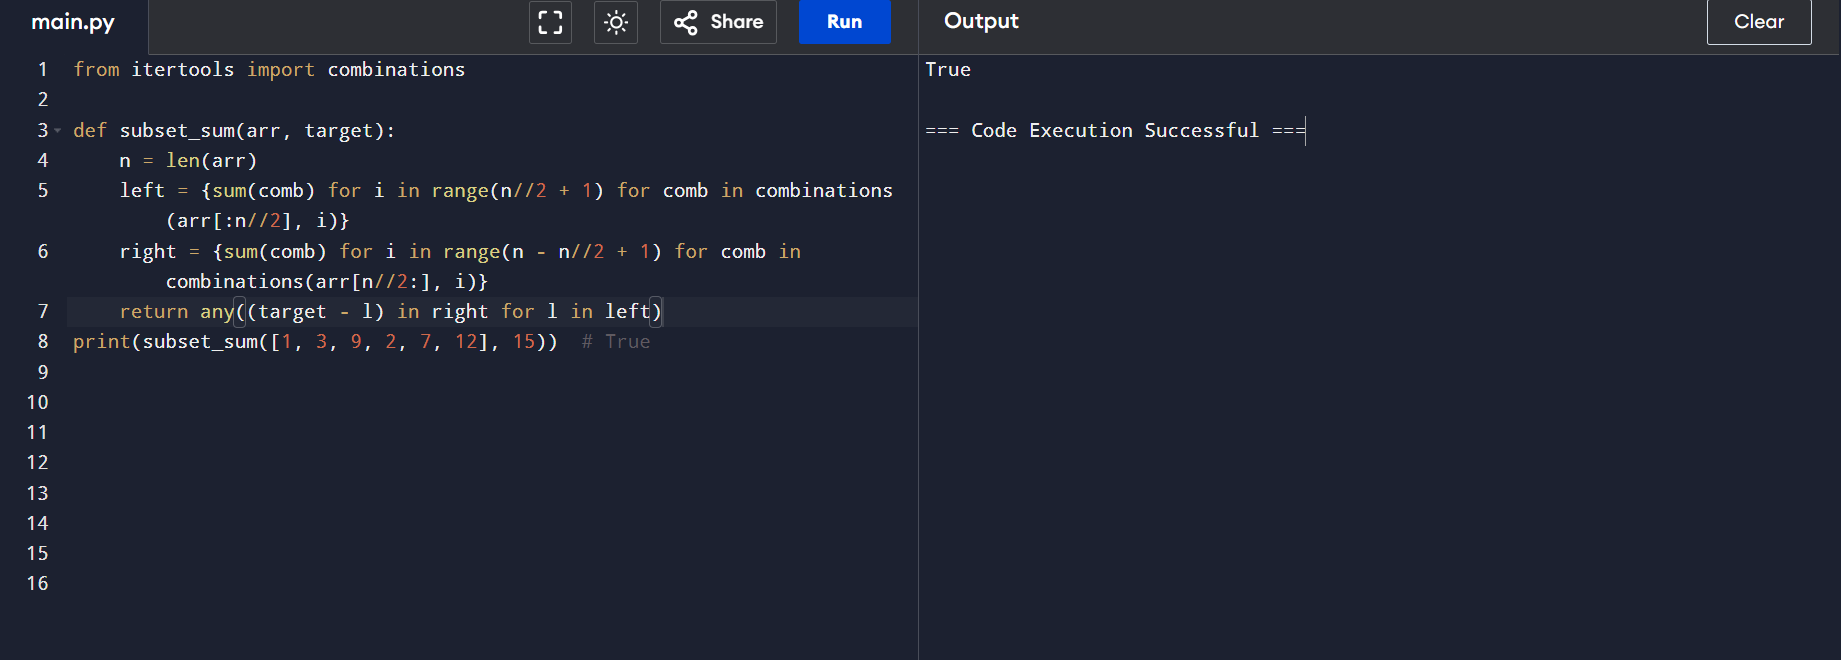 main.py Share Run Output Clear
1 from itertools import combinations
2
3 def subset_sum(arr, target):
4     n = len(arr)
5     left = {sum(comb) for i in range(n//2 + 1) for comb in combinations
        (arr[:n//2], i)}
6     right = {sum(comb) for i in range(n - n//2 + 1) for comb in
        combinations(arr[n//2:], i)}
7     return any((target - l) in right for l in left)
8 print(subset_sum([1, 3, 9, 2, 7, 12], 15))  # True
9
10
11
12
13
14
15
16
True
=== Code Execution Successful ===